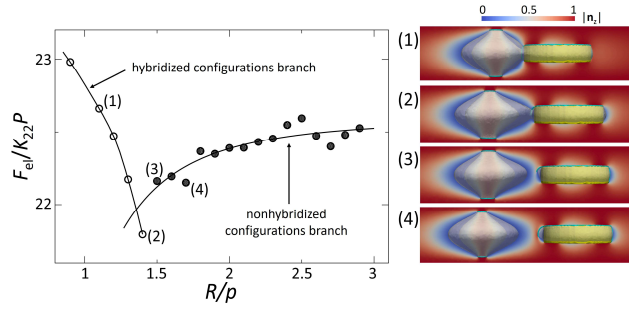 0 0.5 1 |n_z|
23
22
F_el/K_22P
hybridized configurations branch
(1)
(2)
(3)
(4)
nonhybridized
configurations branch
1 1.5 2 2.5 3
R/p
(1)
(2)
(3)
(4)